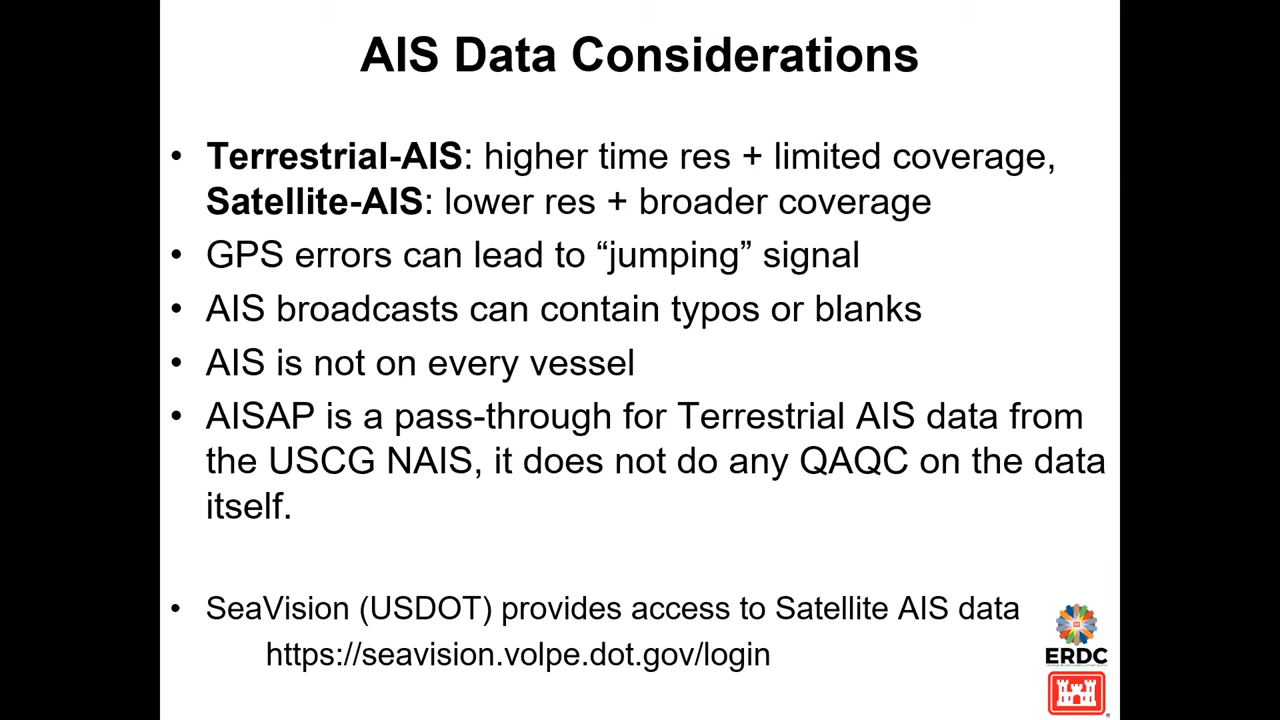 AIS Data Considerations
• Terrestrial-AIS: higher time res + limited coverage,
Satellite-AIS: lower res + broader coverage
• GPS errors can lead to “jumping” signal
• AIS broadcasts can contain typos or blanks
• AIS is not on every vessel
• AISAP is a pass-through for Terrestrial AIS data from
the USCG NAIS, it does not do any QAQC on the data
itself.
• SeaVision (USDOT) provides access to Satellite AIS data
https://seavision.volpe.dot.gov/login
ERDC